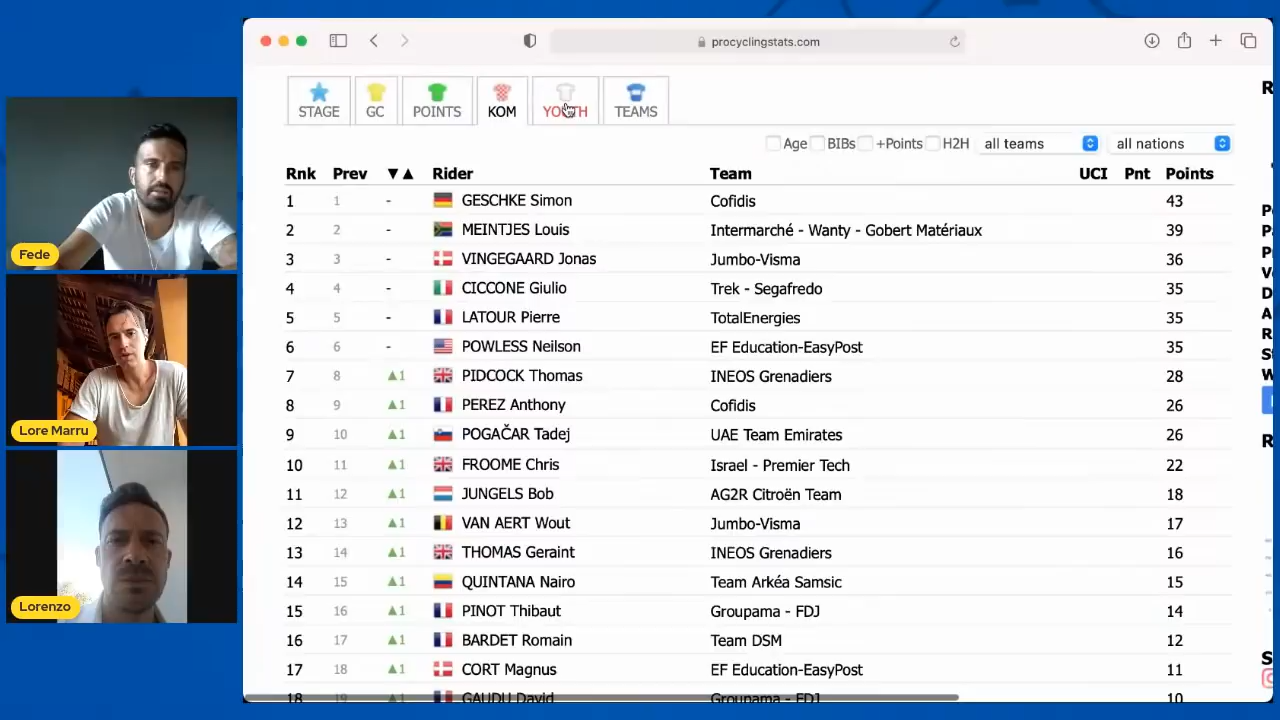 procyclingstats.com
STAGE GC POINTS KOM YOUTH TEAMS
Age BIBs +Points H2H all teams all nations
Rnk Prev ▼▲ Rider Team UCI Pnt Points
1 1 - GESCHKE Simon Cofidis 43
2 2 - MEINTJES Louis Intermarché - Wanty - Gobert Matériaux 39
3 3 - VINGEGAARD Jonas Jumbo-Visma 36
4 4 - CICCONE Giulio Trek - Segafredo 35
5 5 - LATOUR Pierre TotalEnergies 35
6 6 - POWLESS Neilson EF Education-EasyPost 35
7 8 ▲1 PIDCOCK Thomas INEOS Grenadiers 28
8 9 ▲1 PEREZ Anthony Cofidis 26
9 10 ▲1 POGAČAR Tadej UAE Team Emirates 26
10 11 ▲1 FROOME Chris Israel - Premier Tech 22
11 12 ▲1 JUNGELS Bob AG2R Citroën Team 18
12 13 ▲1 VAN AERT Wout Jumbo-Visma 17
13 14 ▲1 THOMAS Geraint INEOS Grenadiers 16
14 15 ▲1 QUINTANA Nairo Team Arkéa Samsic 15
15 16 ▲1 PINOT Thibaut Groupama - FDJ 14
16 17 ▲1 BARDET Romain Team DSM 12
17 18 ▲1 CORT Magnus EF Education-EasyPost 11
18 19 ▲1 GAUDU David Groupama - FDJ 10
Fede
Lore Marru
Lorenzo